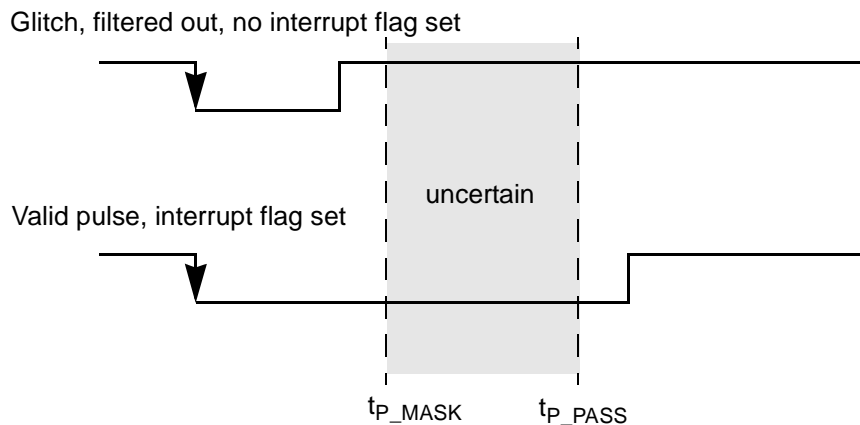 Glitch, filtered out, no interrupt flag set
uncertain
Valid pulse, interrupt flag set
tP_MASK
tP_PASS